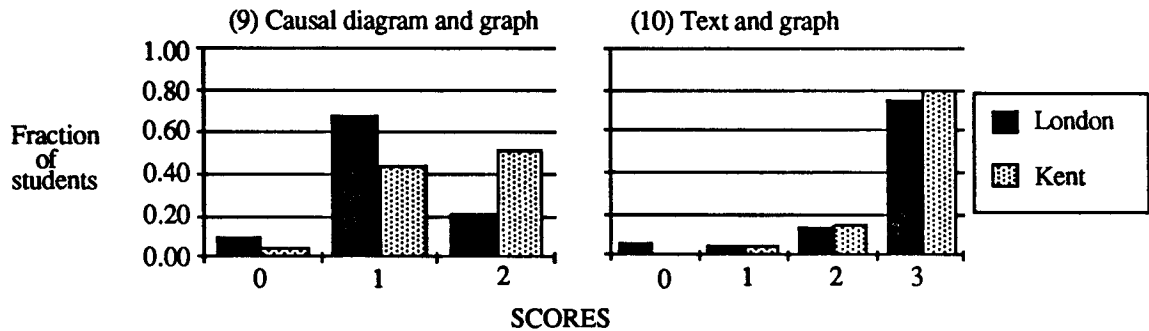 (9) Causal diagram and graph
(10) Text and graph
1.00
0.80
0.60
0.40
0.20
0.00
Fraction
of
students
0 1 2
0 1 2 3
SCORES
London
Kent